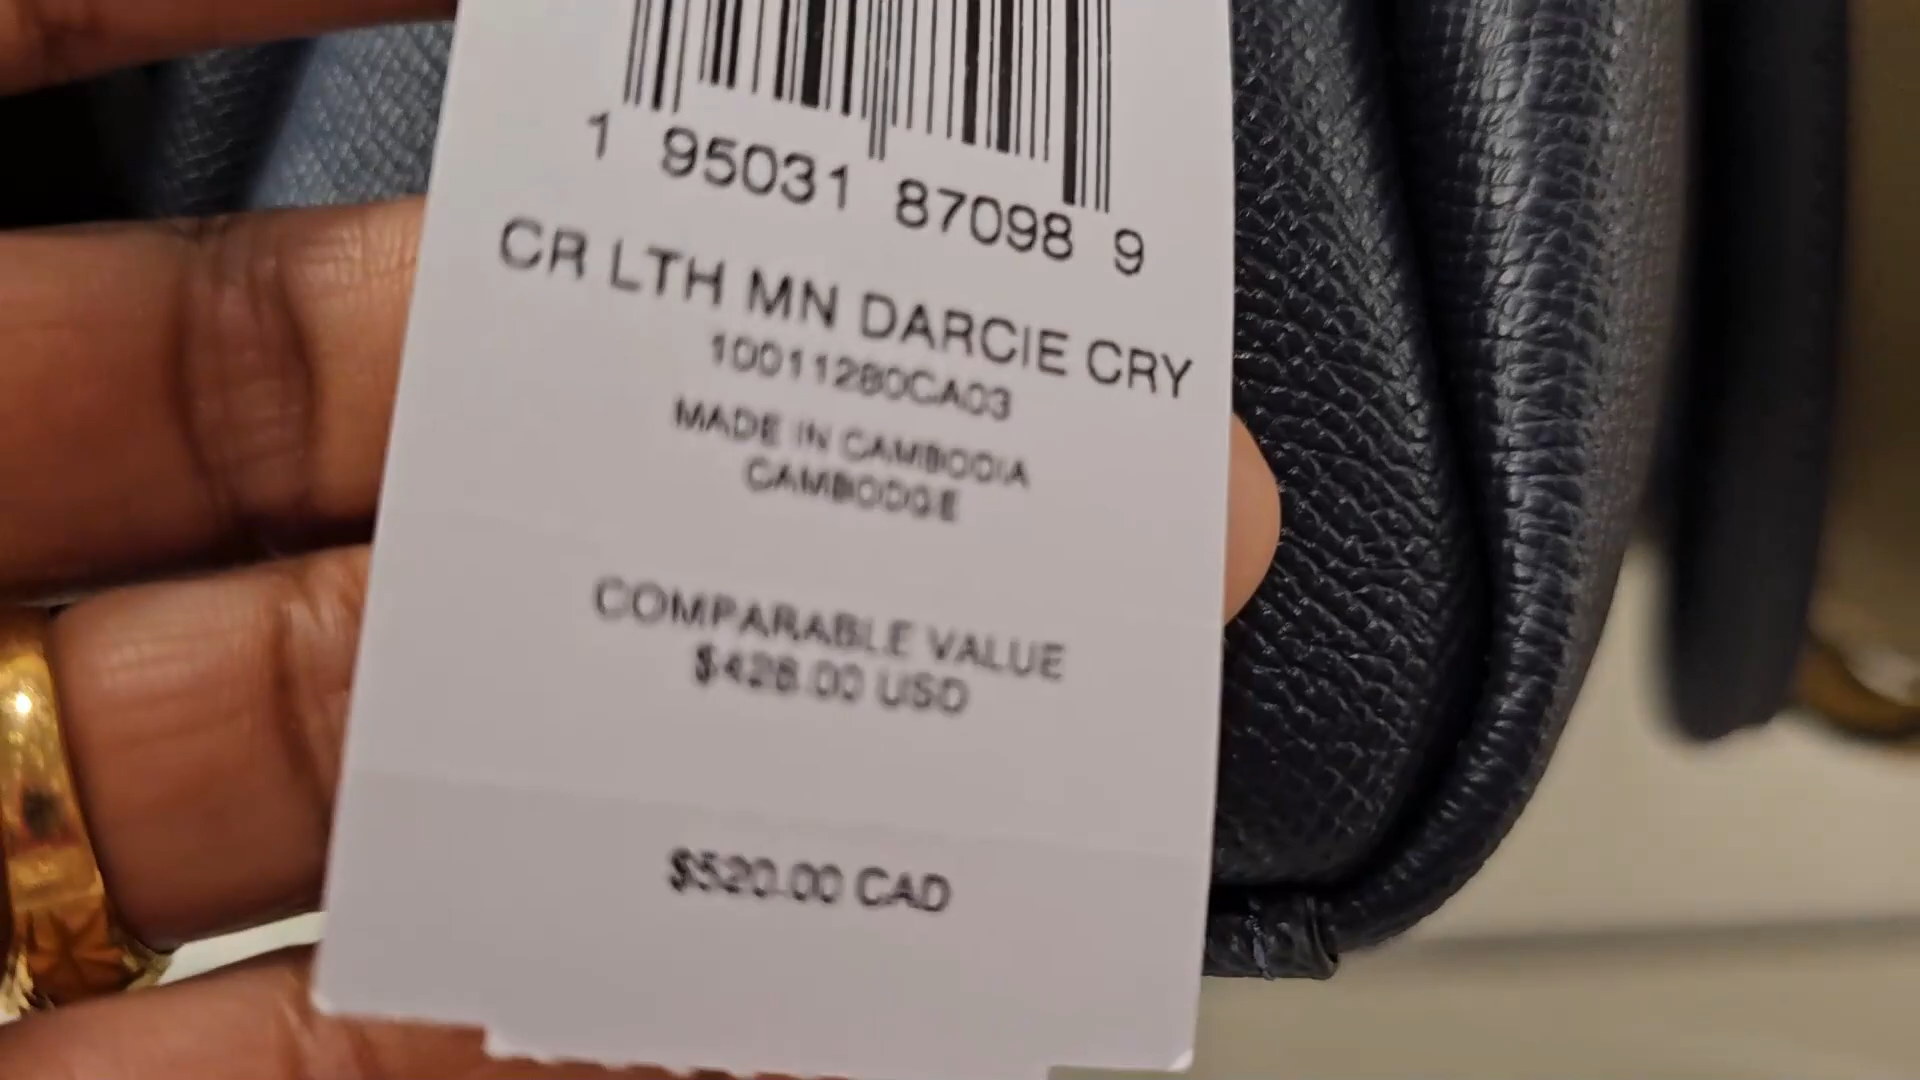 1 95031 87098 9
CR LTH MN DARCIE CRY
10011280CA03
MADE IN CAMBODIA
CAMBODGE
COMPARABLE VALUE
$428.00 USD
$520.00 CAD